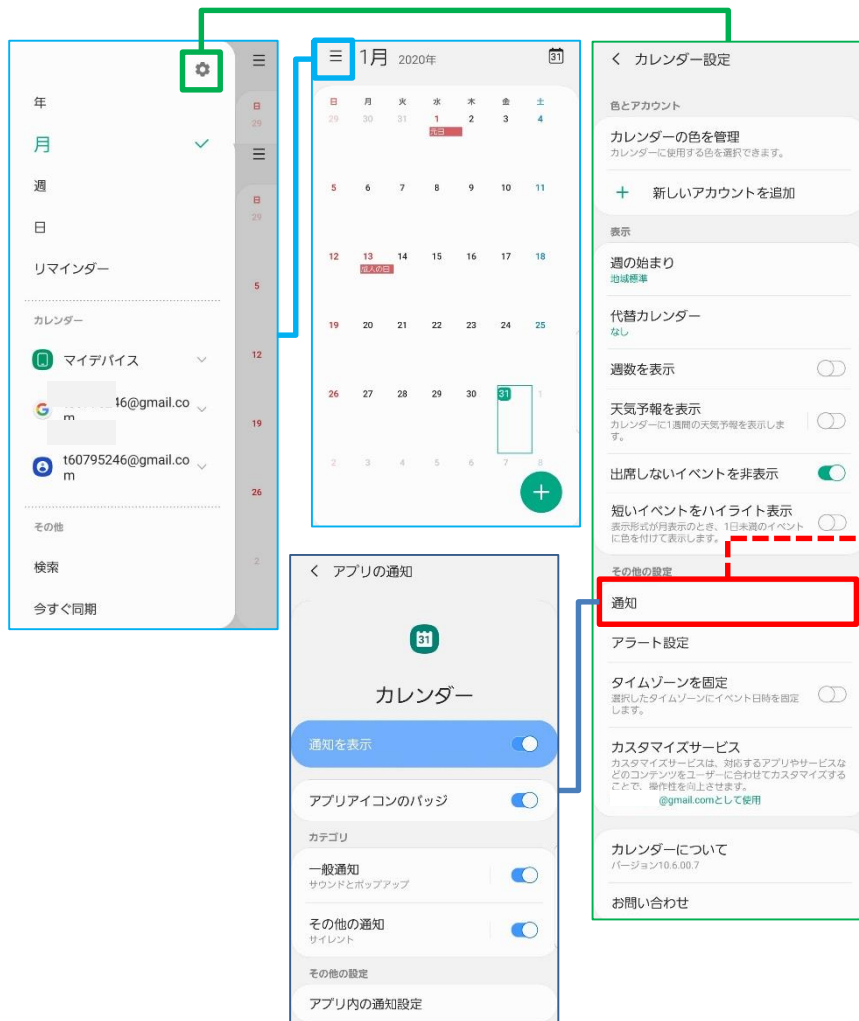 年
月
週
日
リマインダー
カレンダー
マイデバイス
46@gmail.co
m
t60795246@gmail.co
m
その他
検索
今すぐ同期
日
29
日
29
5
12
19
26
2
1月 2020年 31
日 月 火 水 木 金 土
29 30 31 1 2 3 4
元日
5 6 7 8 9 10 11
12 13 14 15 16 17 18
成人の日
19 20 21 22 23 24 25
26 27 28 29 30 31 1
2 3 4 5 6 7 8
カレンダー設定
色とアカウント
カレンダーの色を管理
カレンダーに使用する色を選択できます。
+ 新しいアカウントを追加
表示
週の始まり
地域標準
代替カレンダー
なし
週数を表示
天気予報を表示
カレンダーに1週間の天気予報を表示しま
す。
出席しないイベントを非表示
短いイベントをハイライト表示
表示形式が月表示のとき、1日未満のイベント
に色を付けて表示します。
その他の設定
通知
アラート設定
タイムゾーンを固定
選択したタイムゾーンにイベント日時を固定
します。
カスタマイズサービス
カスタマイズサービスは、対応するアプリやサービスな
どのコンテンツをユーザーに合わせてカスタマイズする
ことで、操作性を向上させます。
@gmail.comとして使用
カレンダーについて
バージョン10.6.00.7
お問い合わせ
アプリの通知
31
カレンダー
通知を表示
アプリアイコンのバッジ
カテゴリ
一般通知
サウンドとポップアップ
その他の通知
サイレント
その他の設定
アプリ内の通知設定